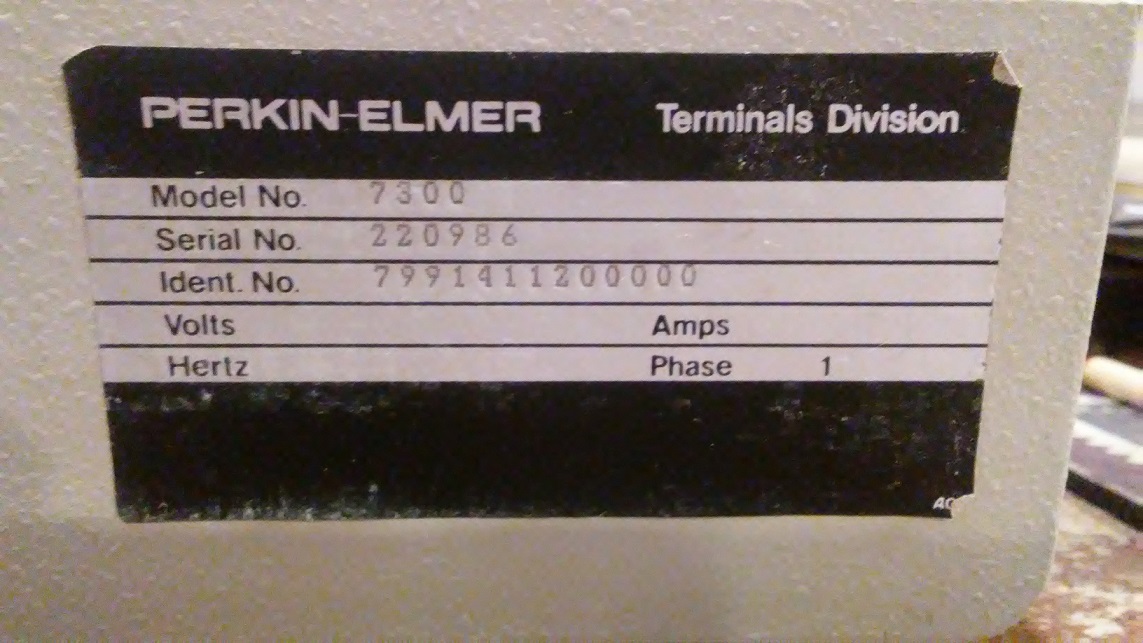 PERKIN-ELMER Terminals Division
Model No. 7300
Serial No. 220986
Ident. No. 7991411200000
Volts Amps
Hertz Phase 1